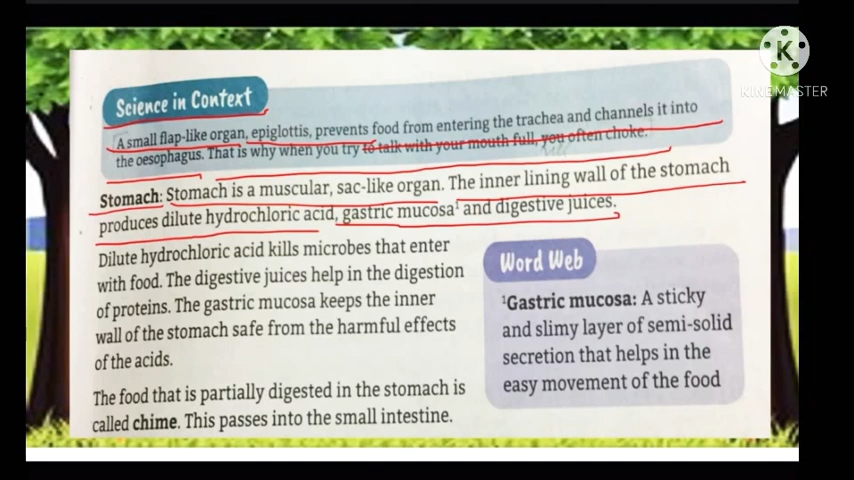 K
KINEMASTER
Science in Context
A small flap-like organ, epiglottis, prevents food from entering the trachea and channels it into
the oesophagus. That is why when you try to talk with your mouth full, you often choke.
Stomach: Stomach is a muscular, sac-like organ. The inner lining wall of the stomach
produces dilute hydrochloric acid, gastric mucosa¹ and digestive juices.
Dilute hydrochloric acid kills microbes that enter
with food. The digestive juices help in the digestion
of proteins. The gastric mucosa keeps the inner
wall of the stomach safe from the harmful effects
of the acids.
The food that is partially digested in the stomach is
called chime. This passes into the small intestine.
Word Web
¹Gastric mucosa: A sticky
and slimy layer of semi-solid
secretion that helps in the
easy movement of the food